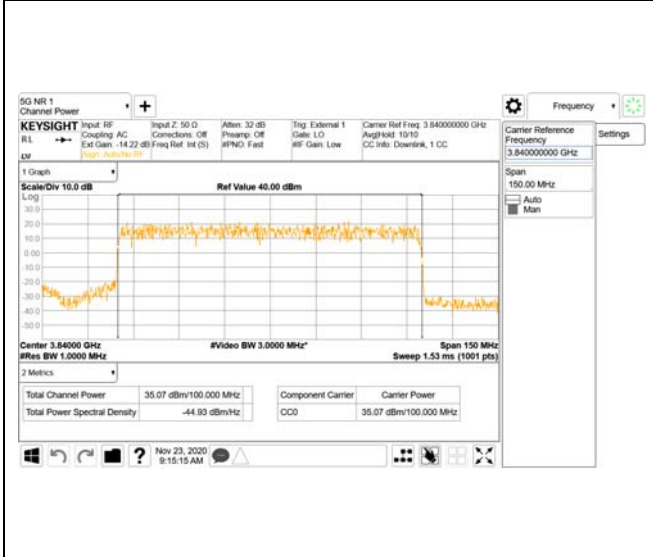 5G NR 1
Channel Power
Frequency
KEYSIGHT
RL
Input: RF
Coupling: AC
Ext Gain: -14.22 dB
Align: Auto/No RF
Input Z: 50 Ω
Corrections: Off
Freq Ref: Int (S)
Atten: 32 dB
Preamp: Off
#PNO: Fast
Trig: External 1
Gate: LO
#IF Gain: Low
Carrier Ref Freq: 3.840000000 GHz
Avg|Hold: 10/10
CC Info: Downlink, 1 CC
Carrier Reference
Frequency
3.840000000 GHz
Settings
Span
150.00 MHz
Auto
Man
1 Graph
Scale/Div 10.0 dB
Ref Value 40.00 dBm
Log
30.0
20.0
10.0
0.00
-10.0
-20.0
-30.0
-40.0
-50.0
Center 3.84000 GHz
#Video BW 3.0000 MHz*
Span 150 MHz
#Res BW 1.0000 MHz
Sweep 1.53 ms (1001 pts)
2 Metrics
Total Channel Power 35.07 dBm/100.000 MHz
Total Power Spectral Density -44.93 dBm/Hz
Component Carrier Carrier Power
CC0 35.07 dBm/100.000 MHz
?
Nov 23, 2020
9:15:15 AM